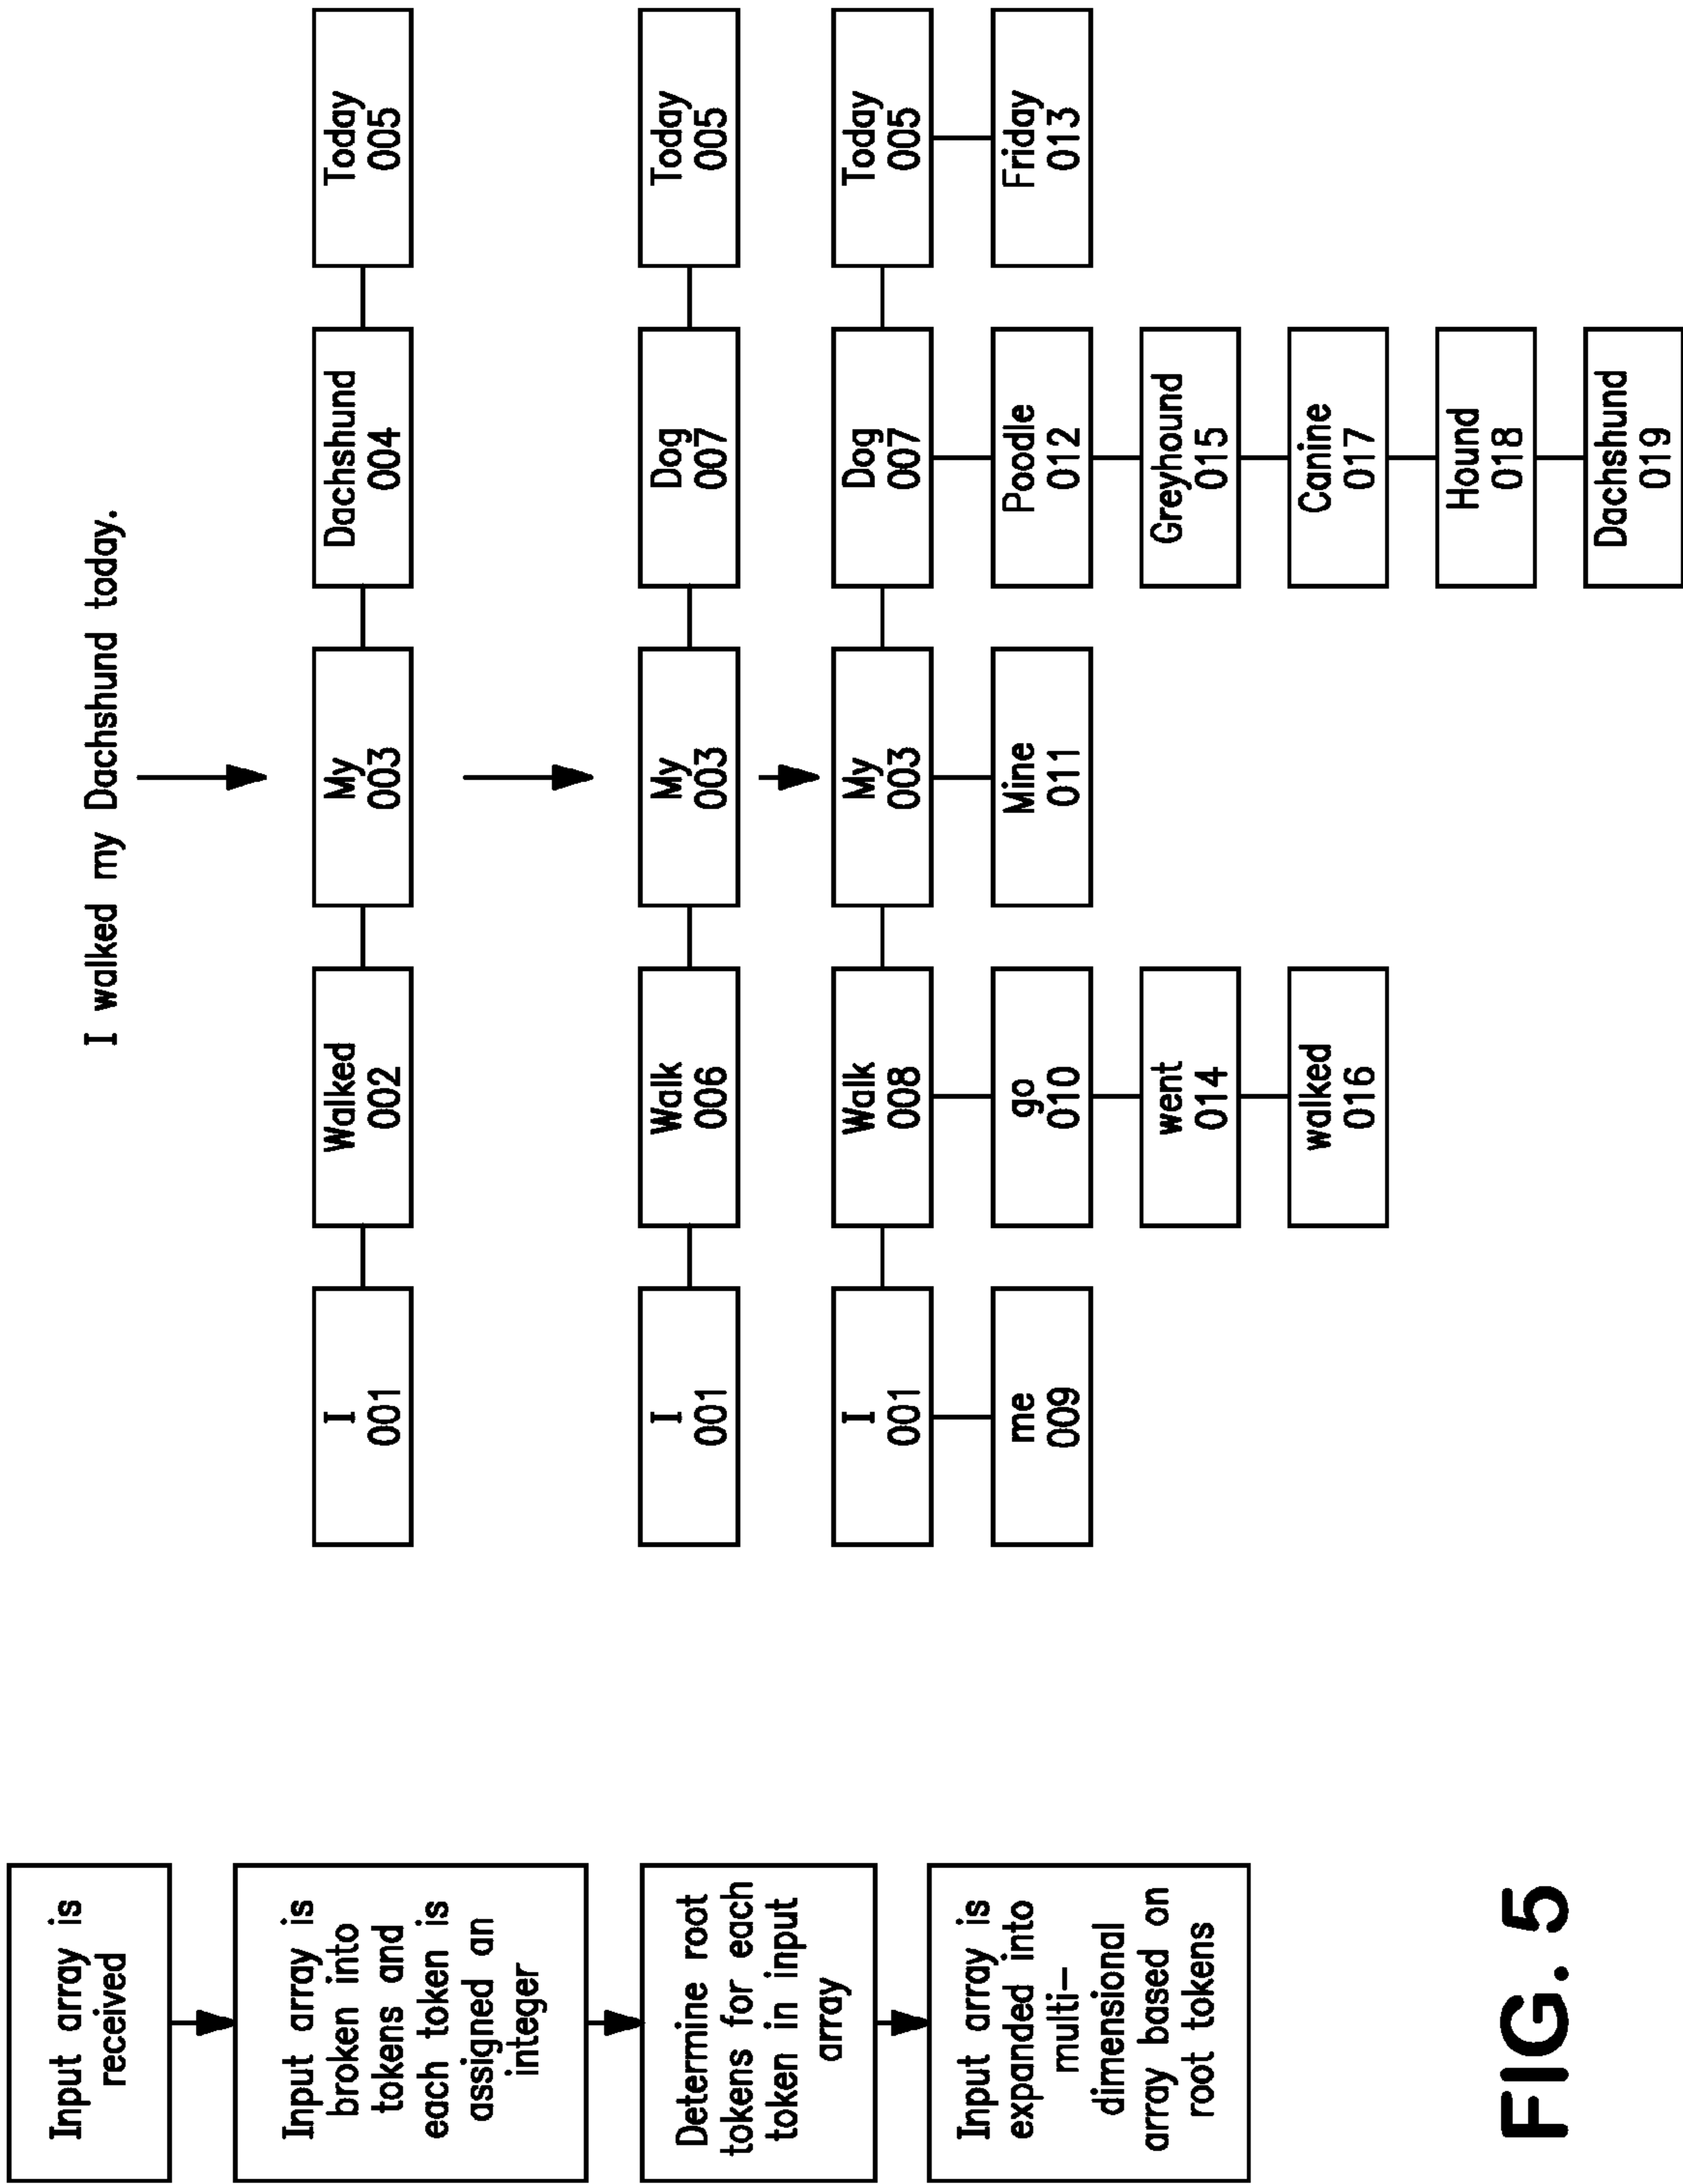 Input array is
received
Input array is
broken into
tokens and
each token is
assigned an
integer
Determine root
tokens for each
token in input
array
Input array is
expanded into
multi-
dimensional
array based on
root tokens
I walked my Dachshund today.
I
001
Walked
002
My
003
Dachshund
004
Today
005
I
001
Walk
006
My
003
Dog
007
Today
005
I
001
Walk
008
My
003
Dog
007
Today
005
me
009
go
010
Mine
011
Poodle
012
Friday
013
went
014
Greyhound
015
walked
016
Canine
017
Hound
018
Dachshund
019
FIG. 5